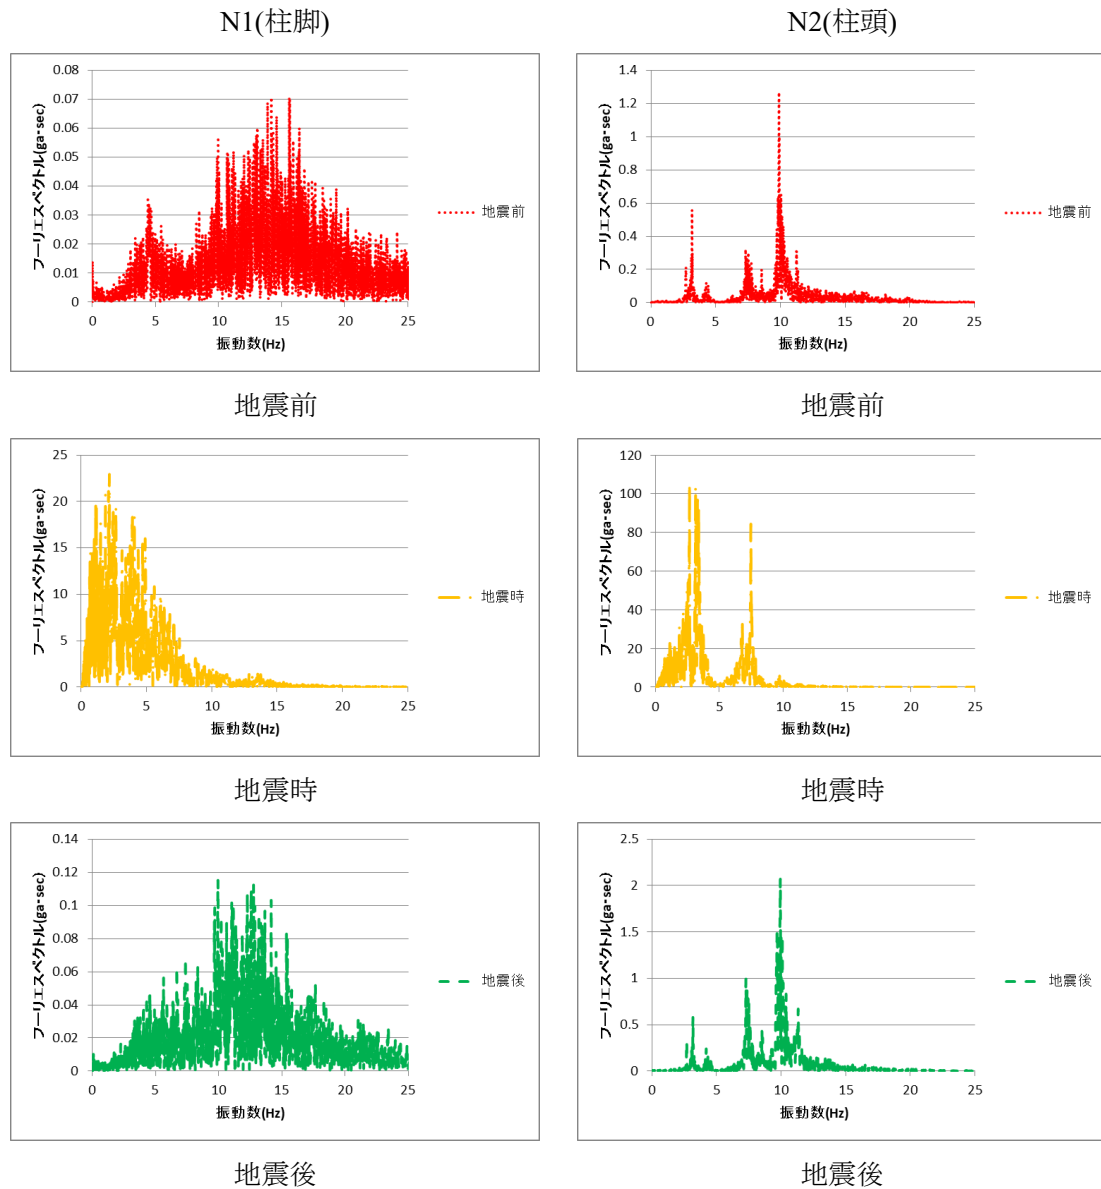 N1(柱脚)
N2(柱頭)
フーリエスペクトル(ga・sec)
0.08
0.07
0.06
0.05
0.04
0.03
0.02
0.01
0
0 5 10 15 20 25
振動数(Hz)
地震前
地震前
フーリエスペクトル(ga・sec)
1.4
1.2
1
0.8
0.6
0.4
0.2
0
0 5 10 15 20 25
振動数(Hz)
地震前
地震前
フーリエスペクトル(ga・sec)
25
20
15
10
5
0
0 5 10 15 20 25
振動数(Hz)
地震時
地震時
フーリエスペクトル(ga・sec)
120
100
80
60
40
20
0
0 5 10 15 20 25
振動数(Hz)
地震時
地震時
フーリエスペクトル(ga・sec)
0.14
0.12
0.1
0.08
0.06
0.04
0.02
0
0 5 10 15 20 25
振動数(Hz)
地震後
地震後
フーリエスペクトル(ga・sec)
2.5
2
1.5
1
0.5
0
0 5 10 15 20 25
振動数(Hz)
地震後
地震後